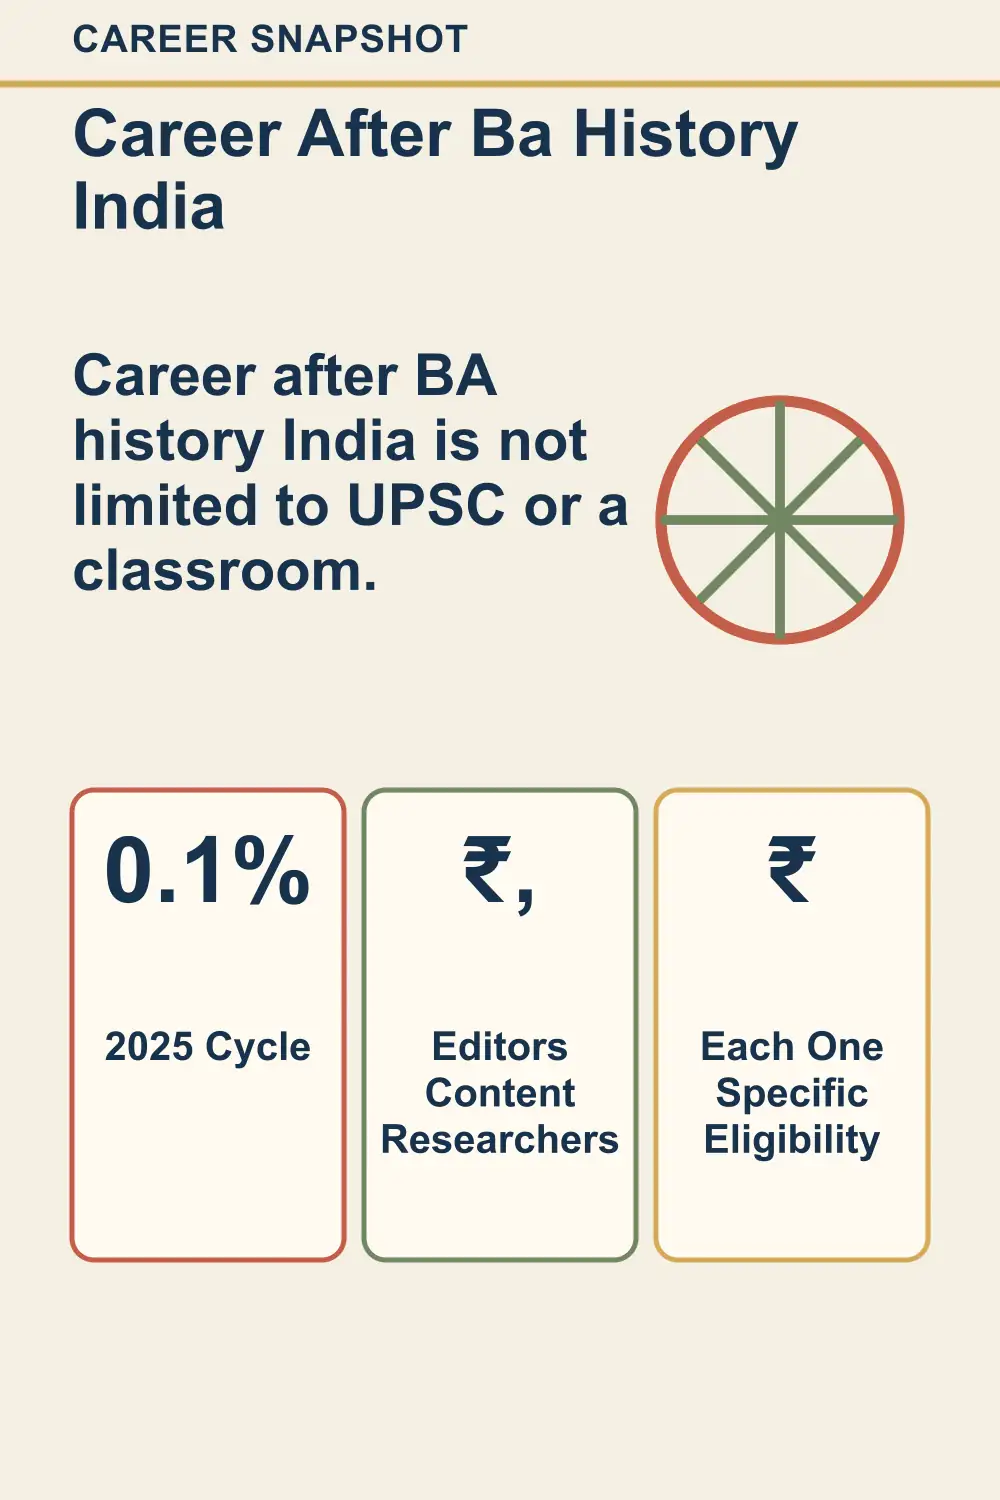 CAREER SNAPSHOT
Career After Ba History
India
Career after BA
history India is not
limited to UPSC or a
classroom.
0.1%
2025 Cycle
₹,
Editors
Content
Researchers
₹
Each One
Specific
Eligibility